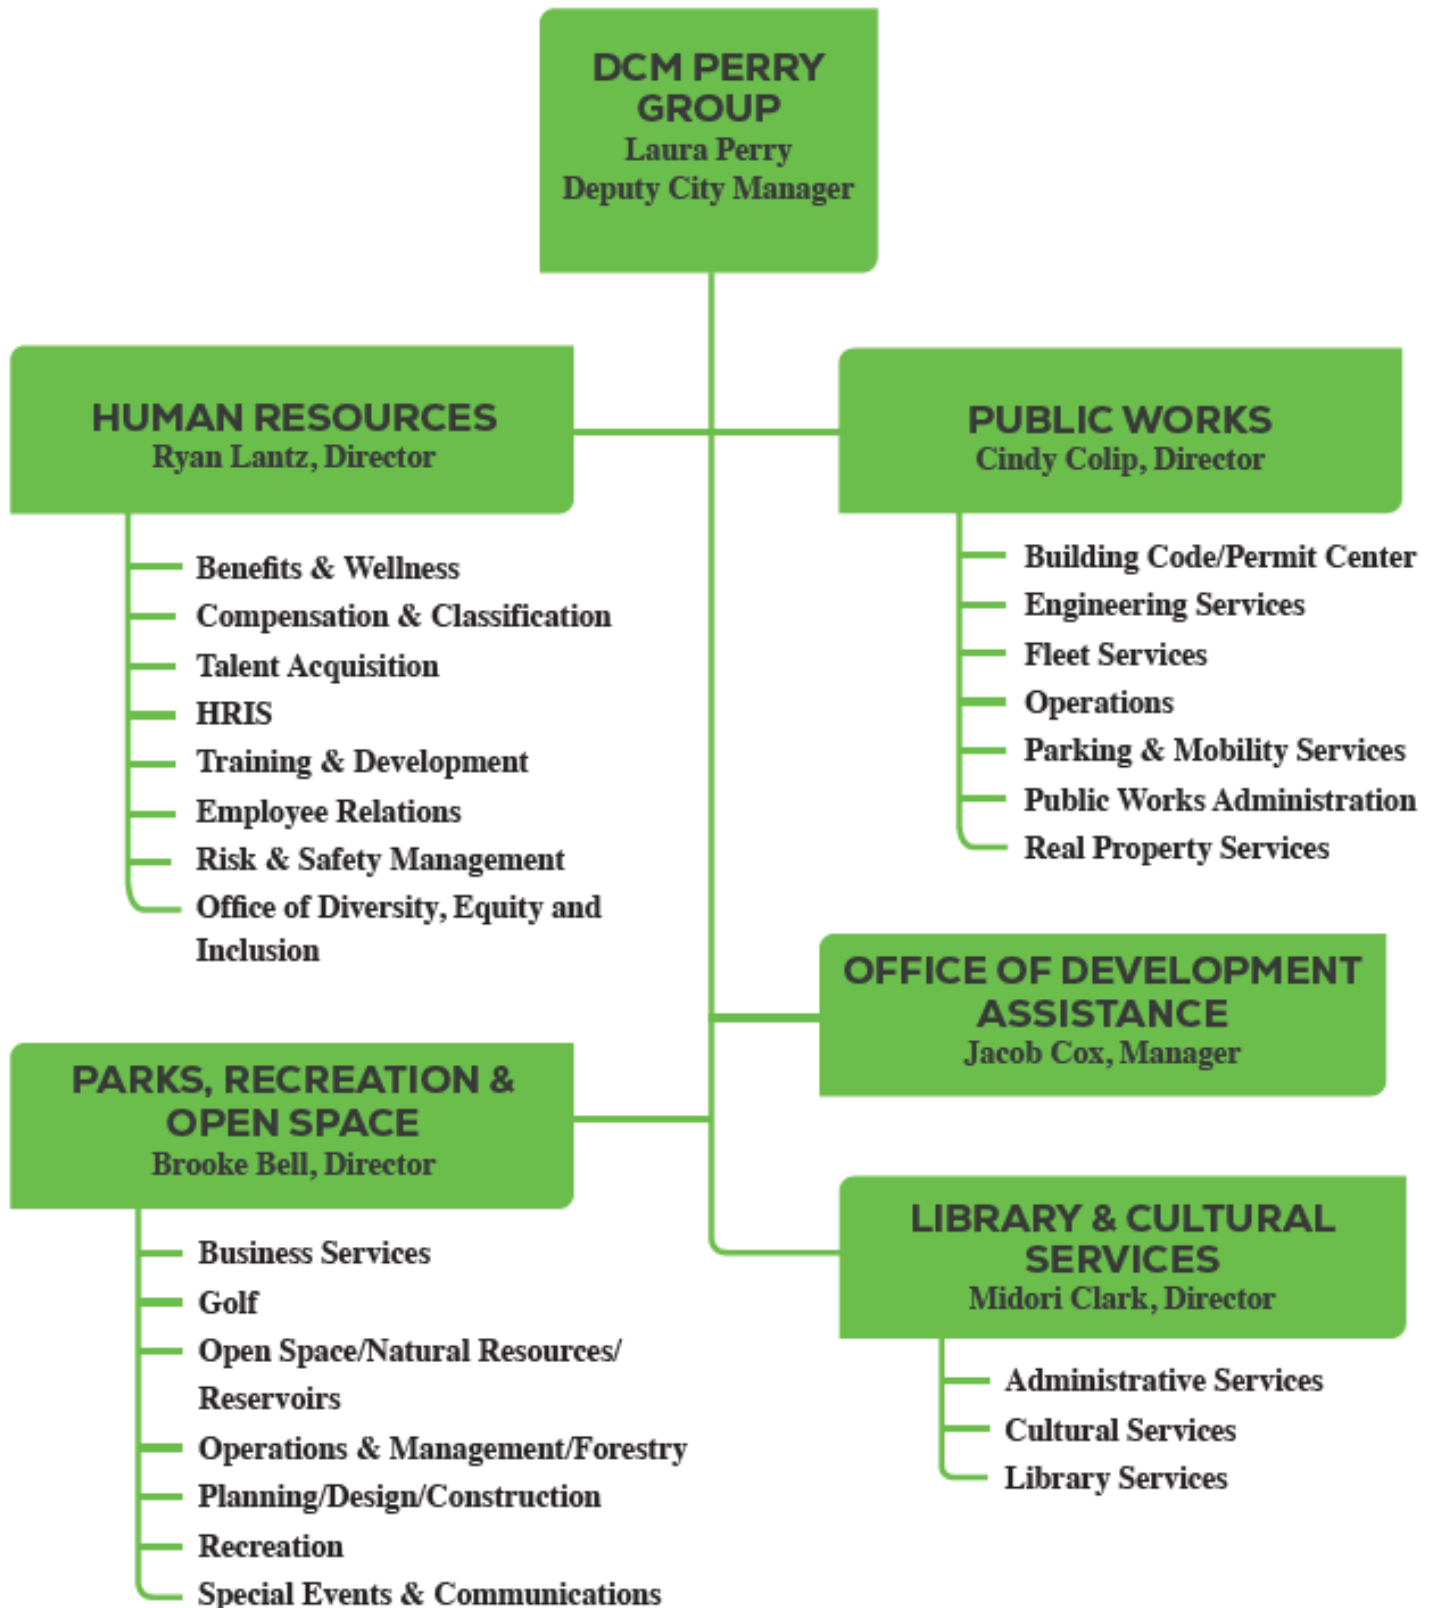 DCM PERRY
GROUP
Laura Perry
Deputy City Manager
HUMAN RESOURCES
Ryan Lantz, Director
Benefits & Wellness
Compensation & Classification
Talent Acquisition
HRIS
Training & Development
Employee Relations
Risk & Safety Management
Office of Diversity, Equity and
Inclusion
PUBLIC WORKS
Cindy Colip, Director
Building Code/Permit Center
Engineering Services
Fleet Services
Operations
Parking & Mobility Services
Public Works Administration
Real Property Services
OFFICE OF DEVELOPMENT
ASSISTANCE
Jacob Cox, Manager
PARKS, RECREATION &
OPEN SPACE
Brooke Bell, Director
Business Services
Golf
Open Space/Natural Resources/
Reservoirs
Operations & Management/Forestry
Planning/Design/Construction
Recreation
Special Events & Communications
LIBRARY & CULTURAL
SERVICES
Midori Clark, Director
Administrative Services
Cultural Services
Library Services